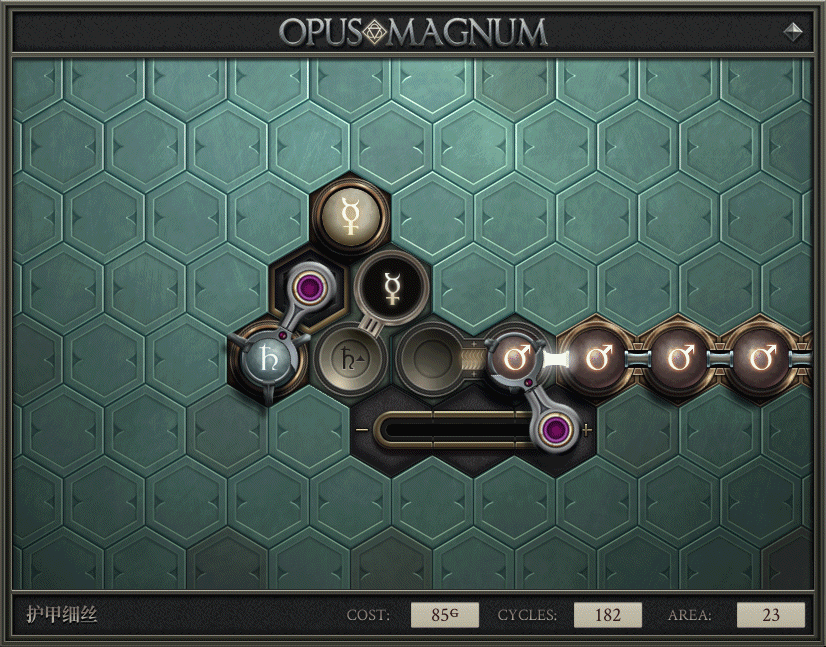 OPUS MAGNUM
☿
☿
♄
♄
♂ ♂ ♂ ♂
− +
护甲细丝 COST: 85G CYCLES: 182 AREA: 23